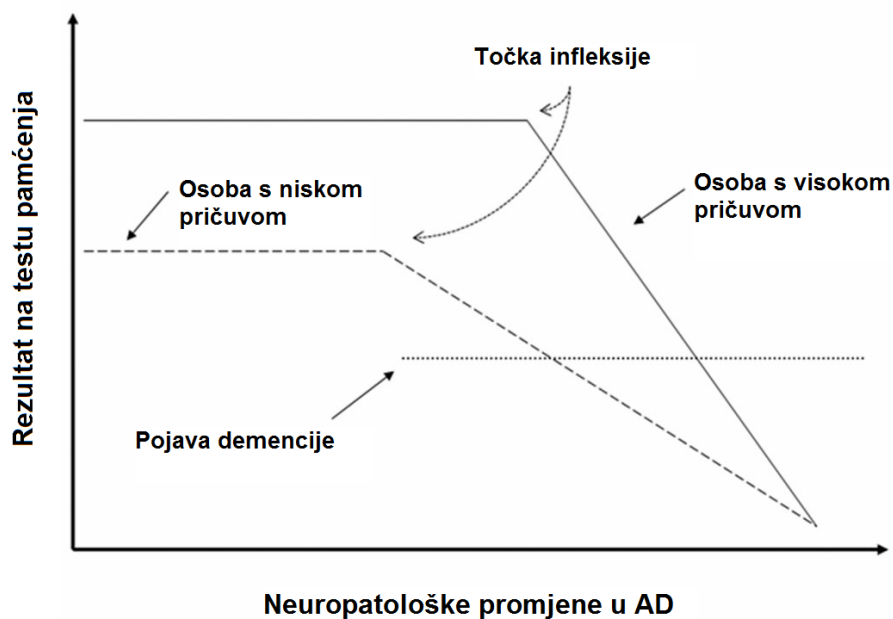 Točka infleksije
Osoba s niskom
pričuvom
Osoba s visokom
pričuvom
Pojava demencije
Rezultat na testu pamćenja
Neuropatološke promjene u AD